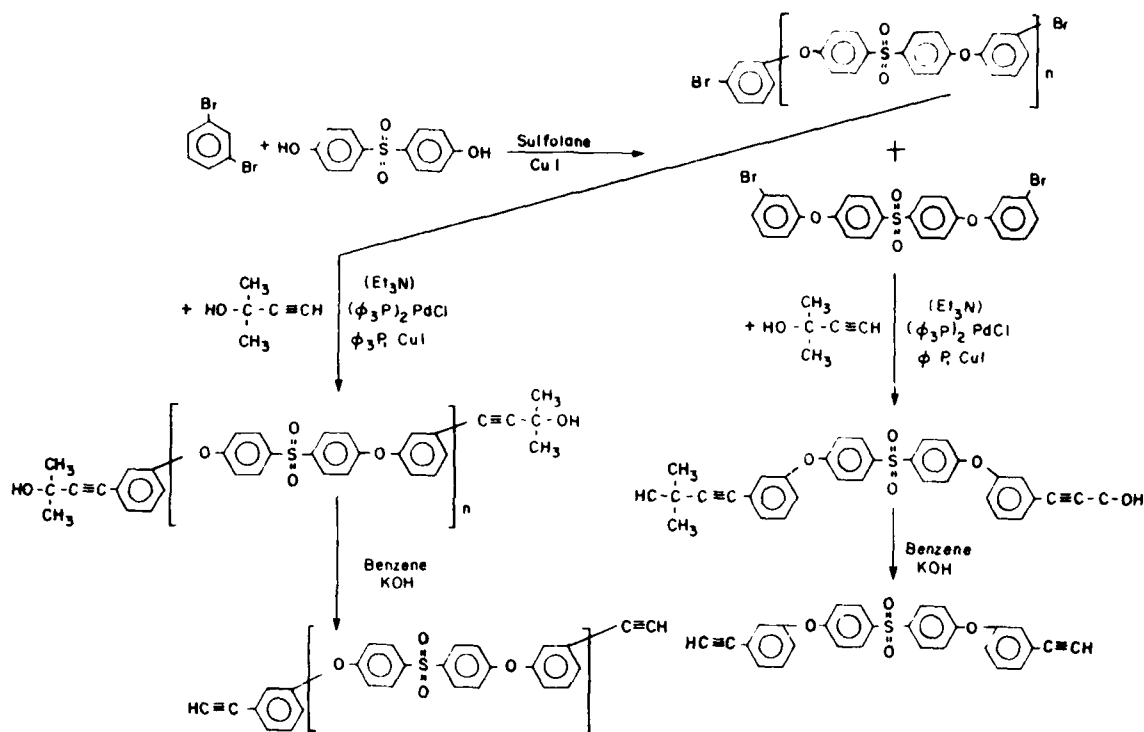 Br
Br
n
Br
Br
+ HO
O
S
O
OH
Sulfolane
CuI
O
O
S
O
O
+
Br
Br
O
O
S
O
O
CH3
+ HO-C-C≡CH
CH3
(Et3N)
(ϕ3P)2 PdCl
ϕ3P, CuI
CH3
+ HO-C-C≡CH
CH3
(Et3N)
(ϕ3P)2 PdCl
ϕ P, CuI
CH3
HO-C-C≡C
CH3
O
O
S
O
O
C≡C-C-OH
CH3
CH3
n
CH3
HC-C-C≡C
CH3
O
O
S
O
O
C≡C-C-OH
Benzene
KOH
Benzene
KOH
HC≡C
O
O
S
O
O
C≡CH
HC≡C
O
O
S
O
O
C≡CH